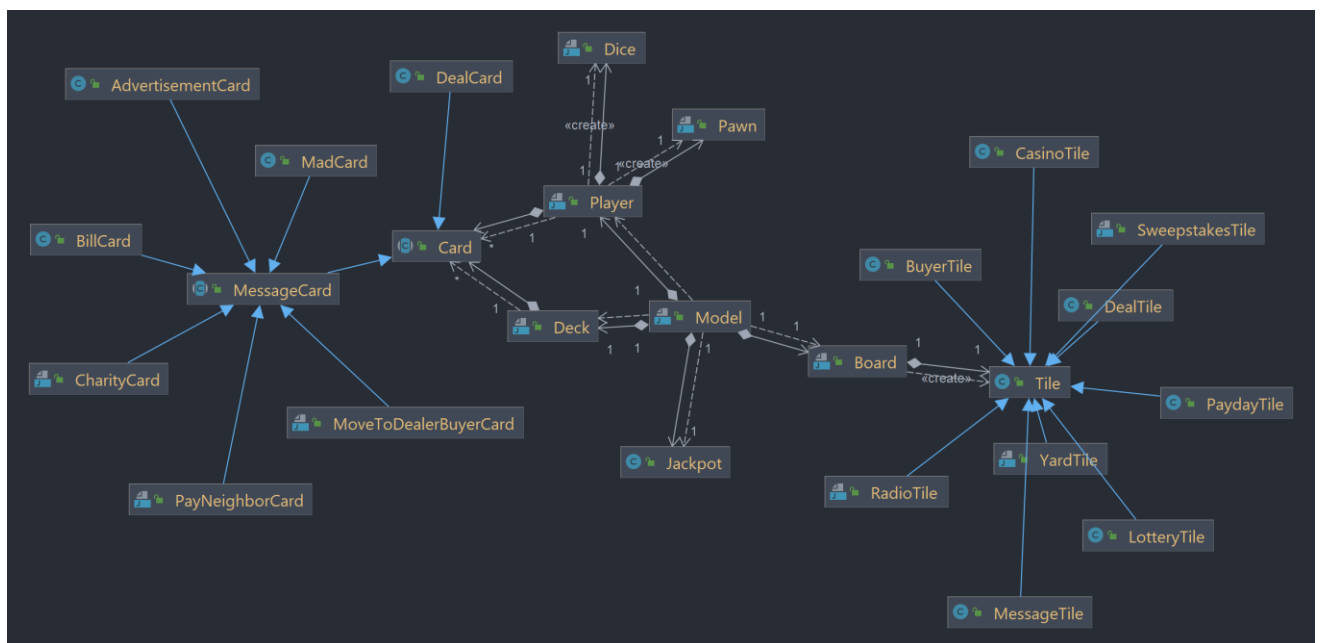 Dice
AdvertisementCard
DealCard
1
1
«create»
Pawn
1
CasinoTile
MadCard
«create»
1
1
Player
SweepstakesTile
BillCard
Card
1
1
*
BuyerTile
MessageCard
*
1
1
Deck
Model
1
1
DealTile
1
1
1
1
Board
1
1
CharityCard
«create»
Tile
PaydayTile
MoveToDealerBuyerCard
1
Jackpot
YardTile
PayNeighborCard
RadioTile
LotteryTile
MessageTile